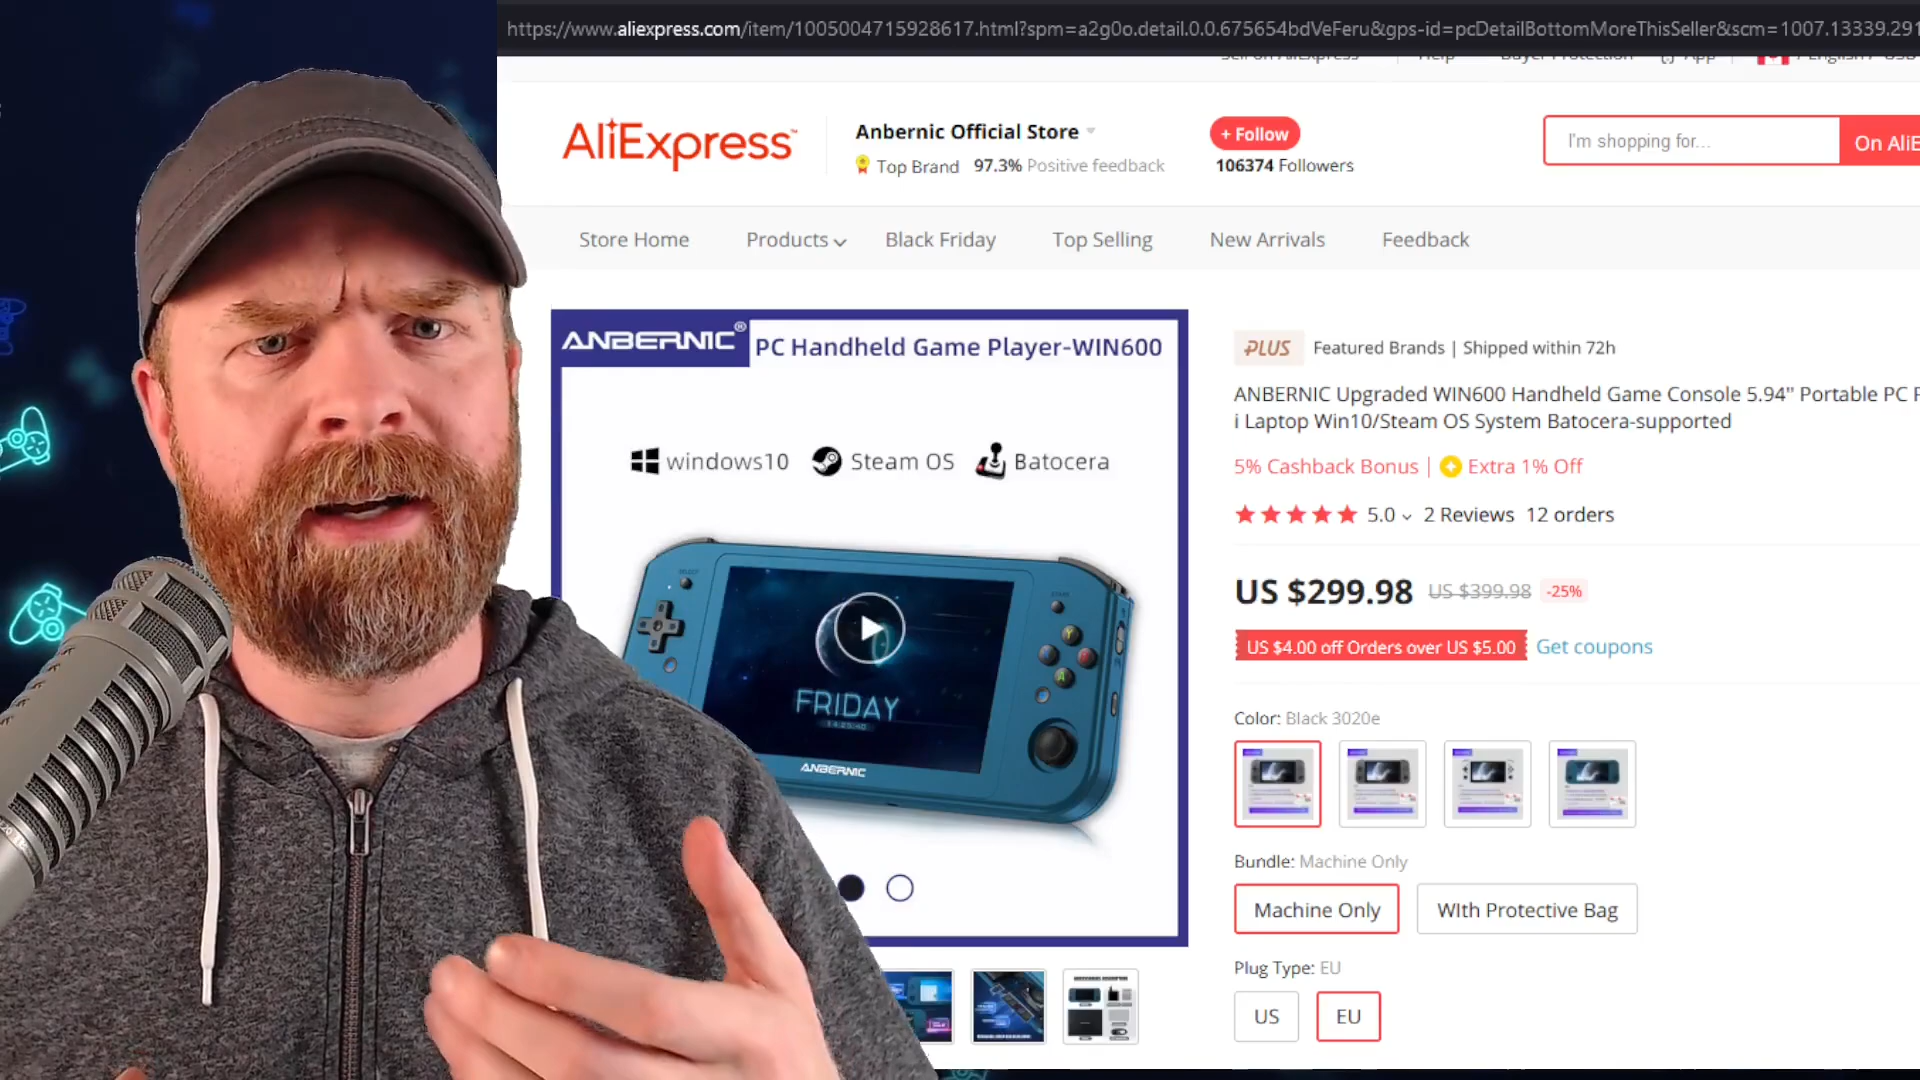 https://www.aliexpress.com/item/1005004715928617.html?spm=a2g0o.detail.0.0.675654bdVeFeru&gps-id=pcDetailBottomMoreThisSeller&scm=1007.13339.291
AliExpress™
Anbernic Official Store
Top Brand 97.3% Positive feedback
+ Follow
106374 Followers
I'm shopping for...
On AliE
Store Home Products Black Friday Top Selling New Arrivals Feedback
ANBERNIC® PC Handheld Game Player-WIN600
windows10 Steam OS Batocera
SELECT
START
Y
A
FRIDAY
ANBERNIC
PLUS Featured Brands | Shipped within 72h
ANBERNIC Upgraded WIN600 Handheld Game Console 5.94" Portable PC
i Laptop Win10/Steam OS System Batocera-supported
5% Cashback Bonus | Extra 1% Off
5.0 2 Reviews 12 orders
US $299.98 US $399.98 -25%
US $4.00 off Orders over US $5.00 Get coupons
Color: Black 3020e
Bundle: Machine Only
Machine Only WIth Protective Bag
Plug Type: EU
US EU